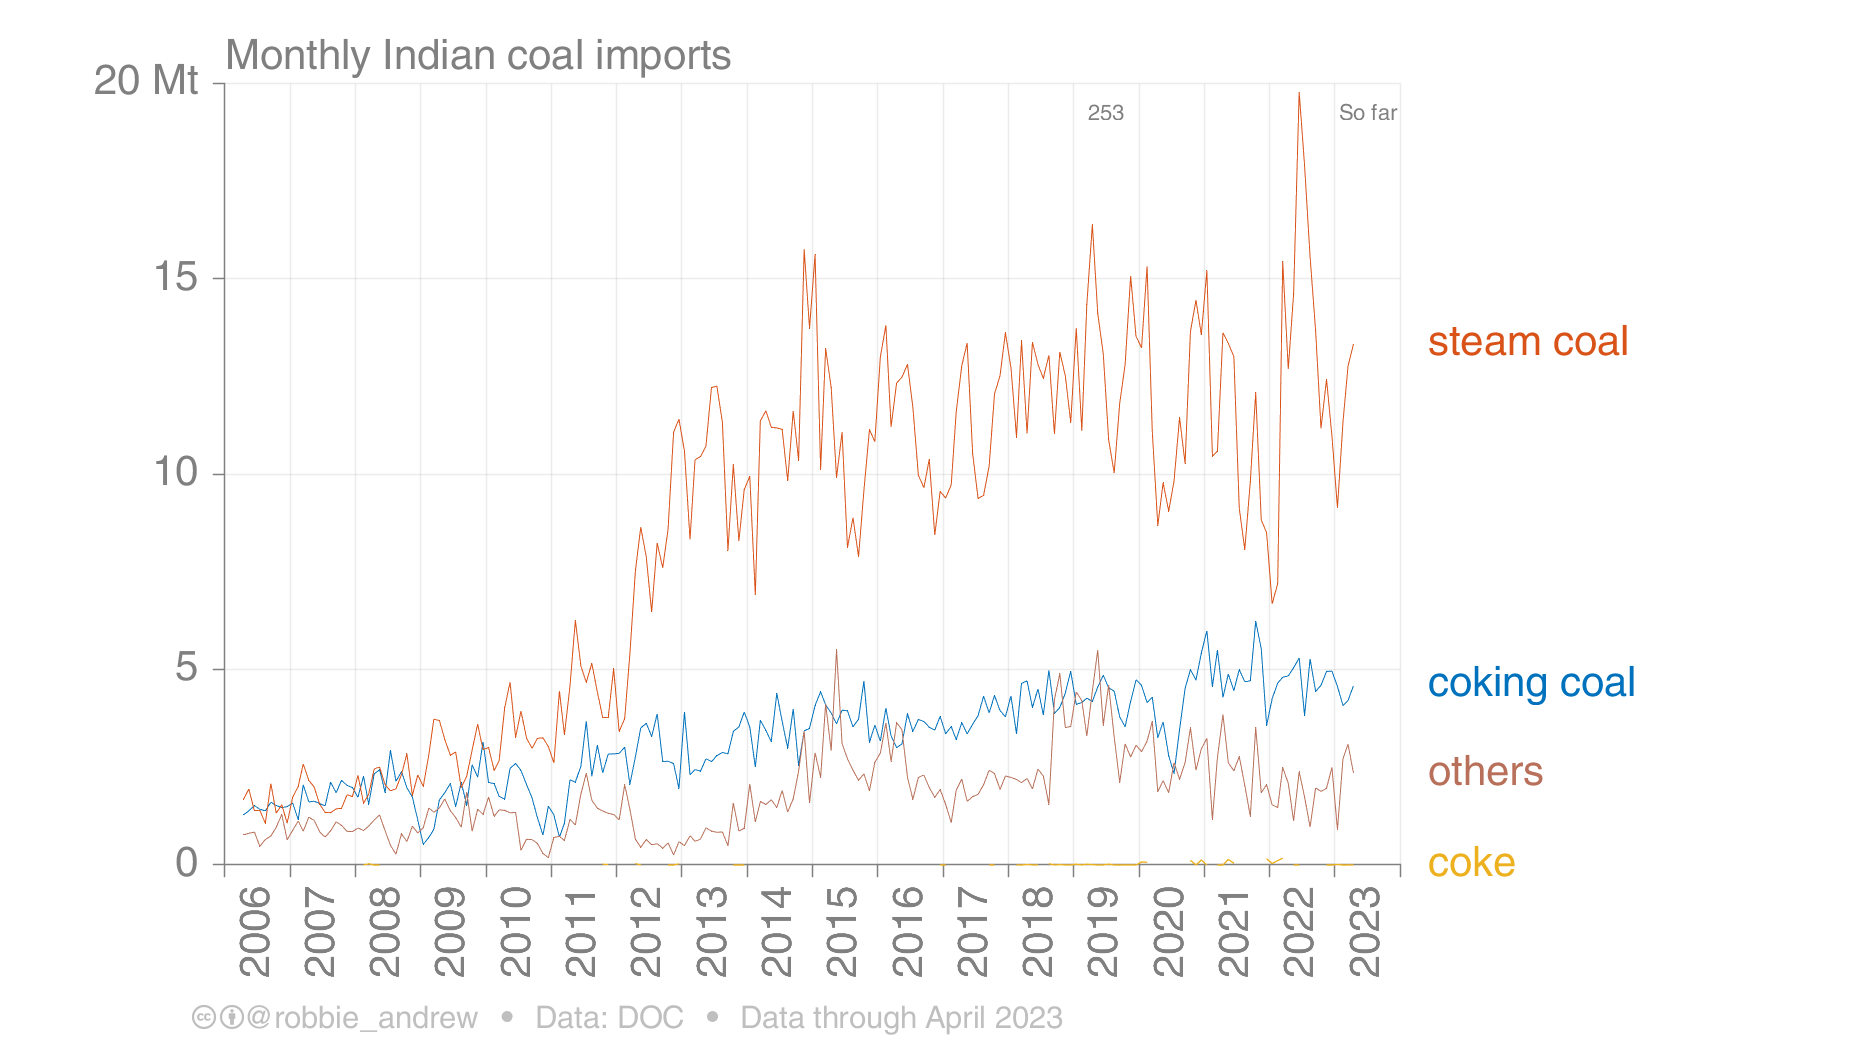 Monthly Indian coal imports
20 Mt
253
So far
15
steam coal
10
5
coking coal
others
0
coke
2006 2007 2008 2009 2010 2011 2012 2013 2014 2015 2016 2017 2018 2019 2020 2021 2022 2023
cc @robbie_andrew • Data: DOC • Data through April 2023